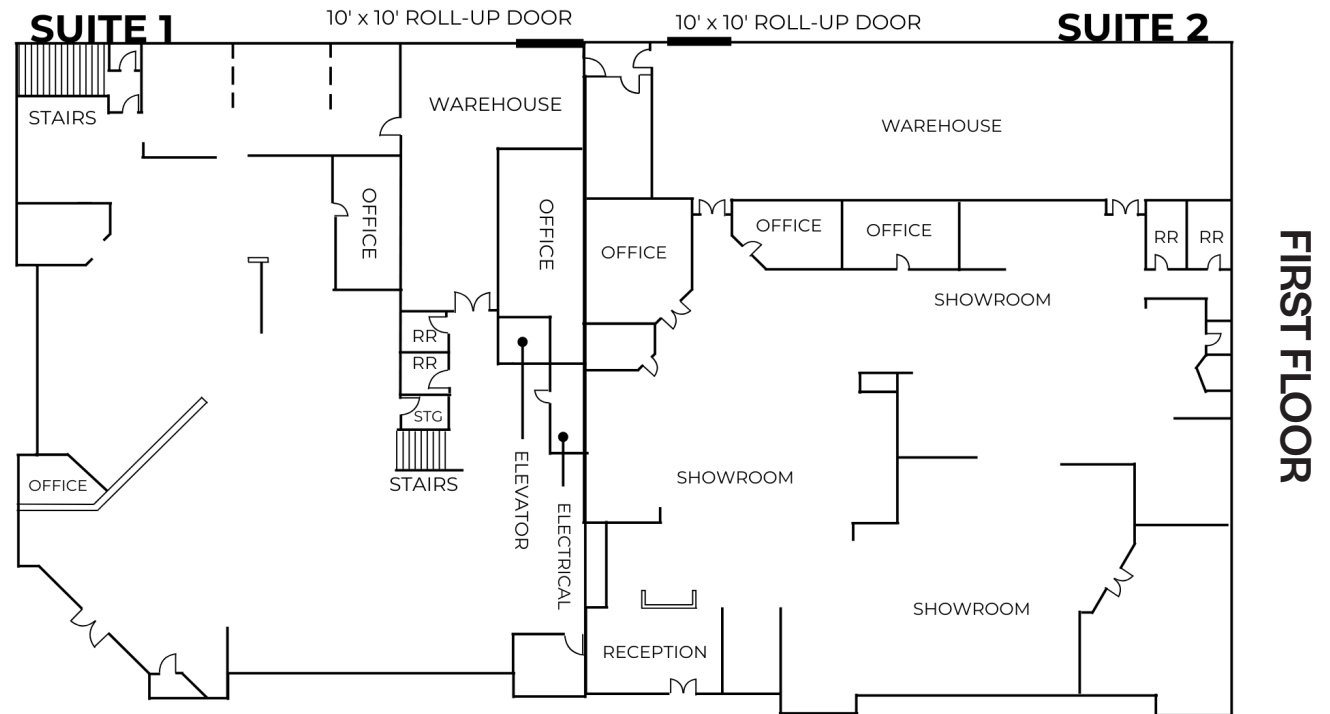 SUITE 1
10' x 10' ROLL-UP DOOR
10' x 10' ROLL-UP DOOR
SUITE 2
STAIRS
WAREHOUSE
WAREHOUSE
OFFICE
OFFICE
OFFICE
OFFICE
OFFICE
RR
RR
SHOWROOM
RR
RR
STG
STAIRS
OFFICE
ELEVATOR
ELECTRICAL
SHOWROOM
SHOWROOM
RECEPTION
FIRST FLOOR